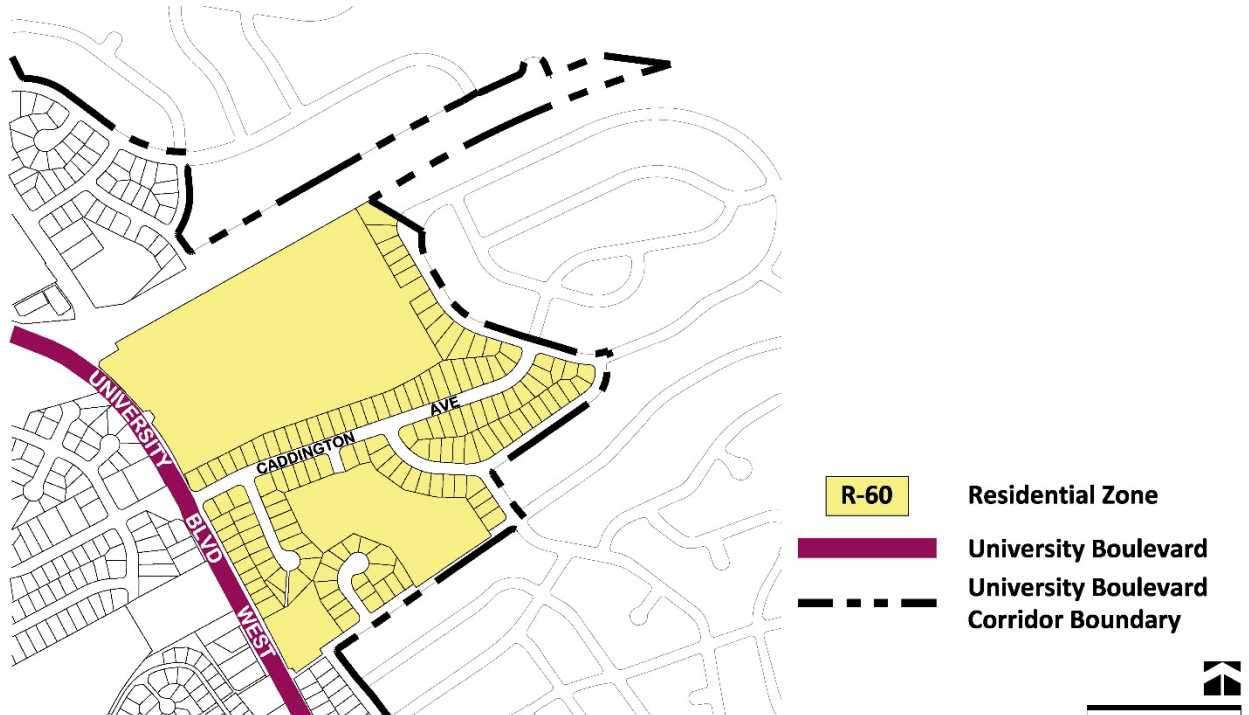 UNIVERSITY
BLVD
WEST
CADDINGTON
AVE
R-60
Residential Zone
University Boulevard
University Boulevard
Corridor Boundary